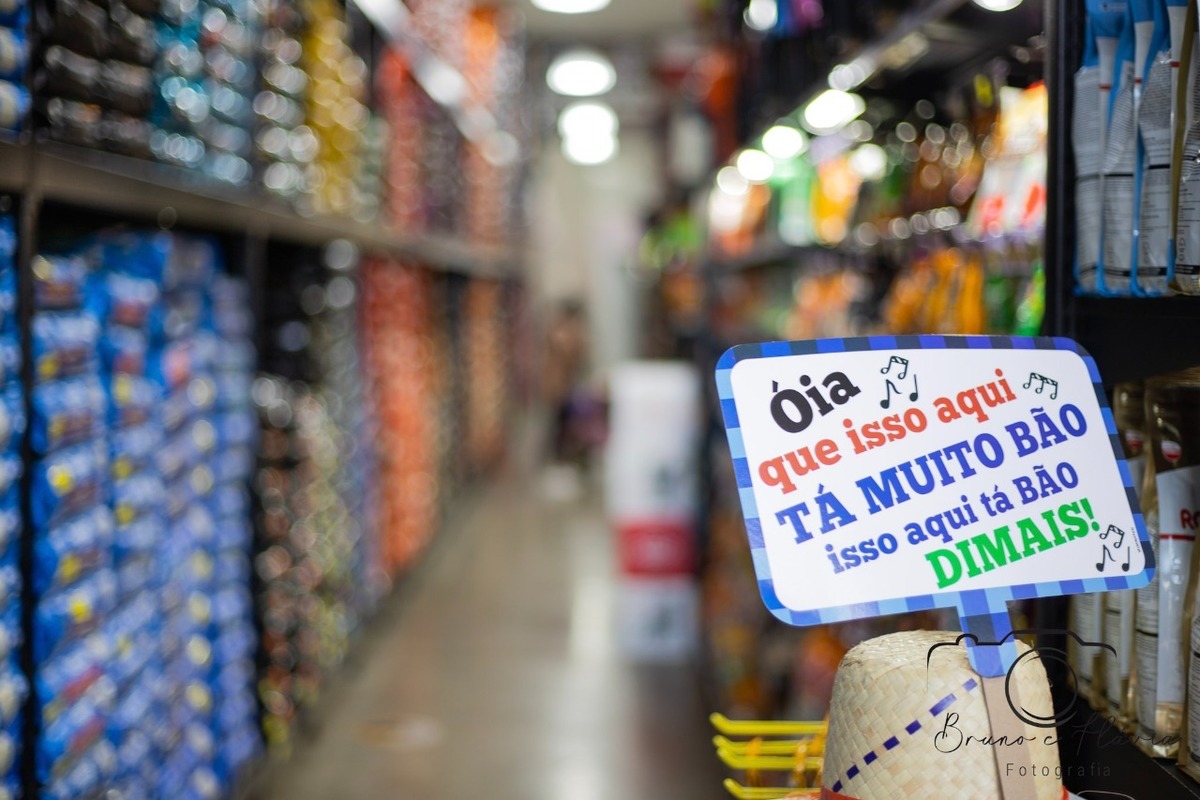 Óia
que isso aqui
TÁ MUITO BÃO
isso aqui tá BÃO
DIMAIS!
Bruno e Flávia
Fotografia